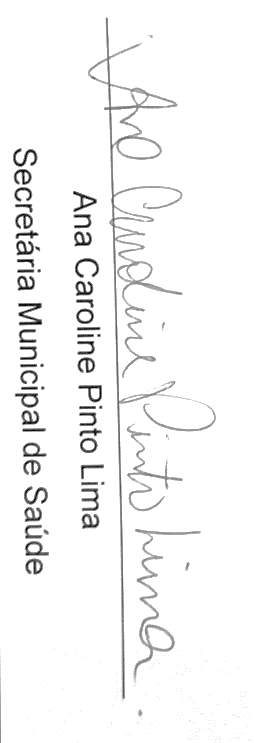 Ana Caroline Pinto Lima.
Ana Caroline Pinto Lima
Secretária Municipal de Saúde